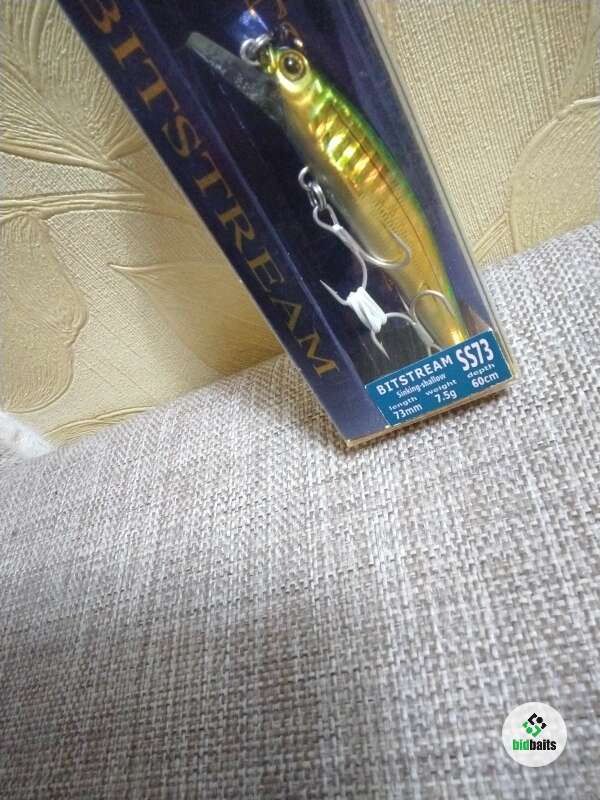 BITSTREAM
BITSTREAM SS73
Sinking-shallow
length weight depth
73mm 7.5g 60cm
bidbaits